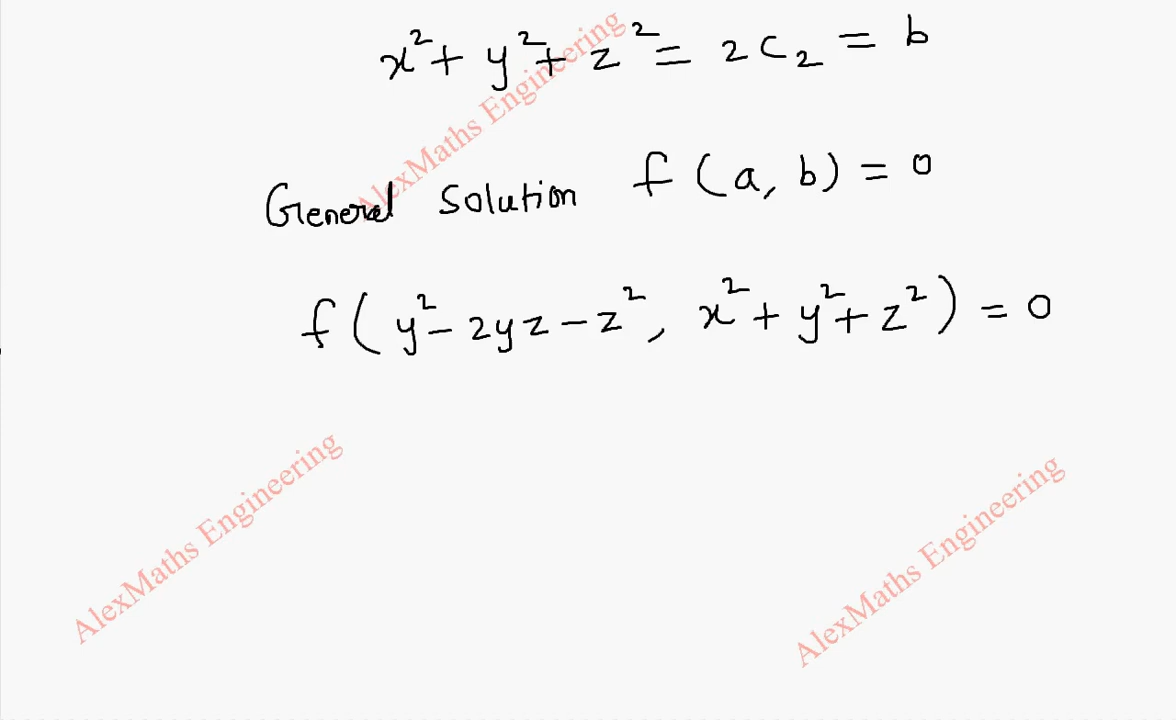 x² + y² + z² = 2c₂ = b
General solution f(a, b) = 0
f(y² - 2yz - z², x² + y² + z²) = 0
AlexMaths Engineering
AlexMaths Engineering
AlexMaths Engineering